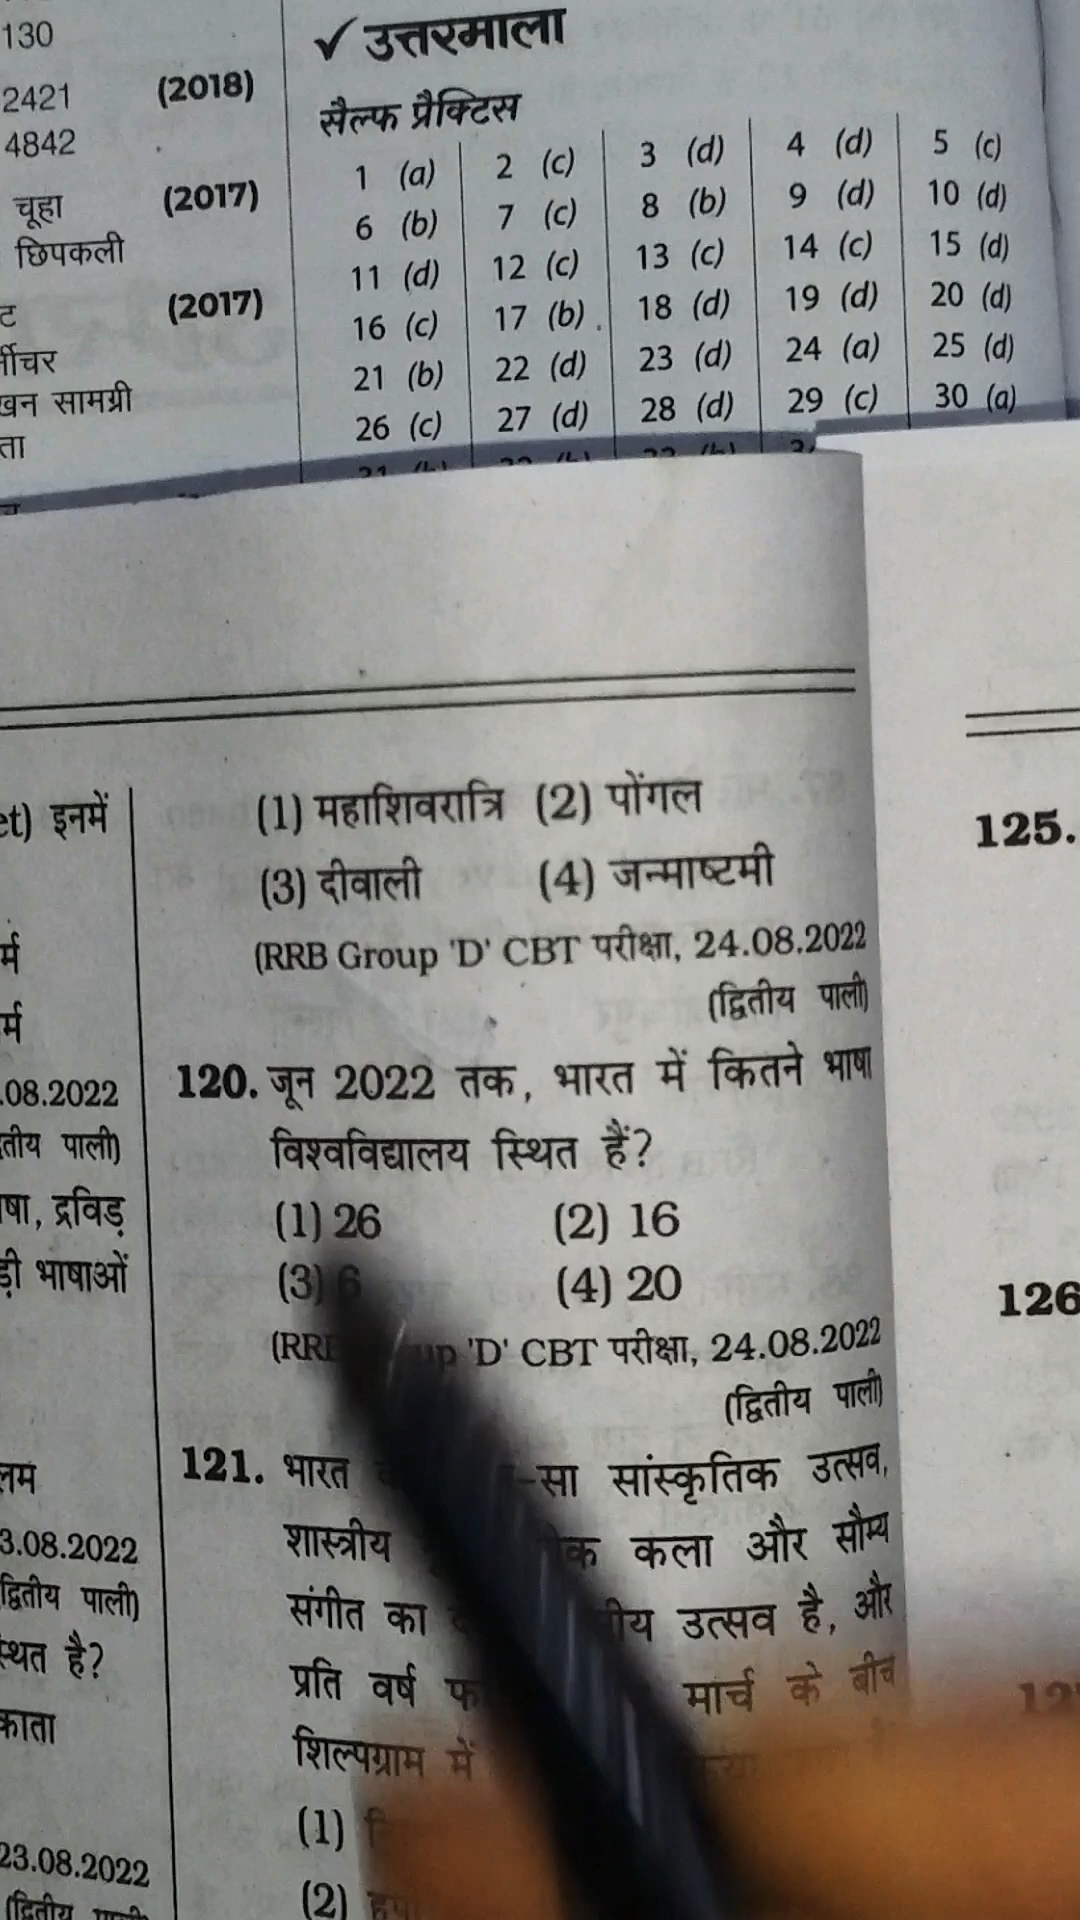 130
2421 (2018)
4842
चूहा (2017)
छिपकली
(2017)
खन सामग्री
ता
✓ उत्तरमाला
सैल्फ प्रैक्टिस
1 (a) 2 (c) 3 (d) 4 (d) 5 (c)
6 (b) 7 (c) 8 (b) 9 (d) 10 (d)
11 (d) 12 (c) 13 (c) 14 (c) 15 (d)
16 (c) 17 (b) 18 (d) 19 (d) 20 (d)
21 (b) 22 (d) 23 (d) 24 (a) 25 (d)
26 (c) 27 (d) 28 (d) 29 (c) 30 (a)
et) इनमें
र्म
र्म
.08.2022
तीय पाली)
षा, द्रविड़
ड़ी भाषाओं
लम
3.08.2022
द्वितीय पाली)
स्थत है?
काता
23.08.2022
(1) महाशिवरात्रि (2) पोंगल
(3) दीवाली (4) जन्माष्टमी
(RRB Group 'D' CBT परीक्षा, 24.08.2022
(द्वितीय पाली)
120. जून 2022 तक, भारत में कितने भाषा
विश्वविद्यालय स्थित हैं?
(1) 26 (2) 16
(3) 6 (4) 20
'D' CBT परीक्षा, 24.08.2022
(द्वितीय पाली)
121. भारत -सा सांस्कृतिक उत्सव,
शास्त्रीय कला और सौम्य
संगीत का उत्सव है, और
प्रति वर्ष मार्च के बीच
शिल्पग्राम में
(1)
(2)
125.
126